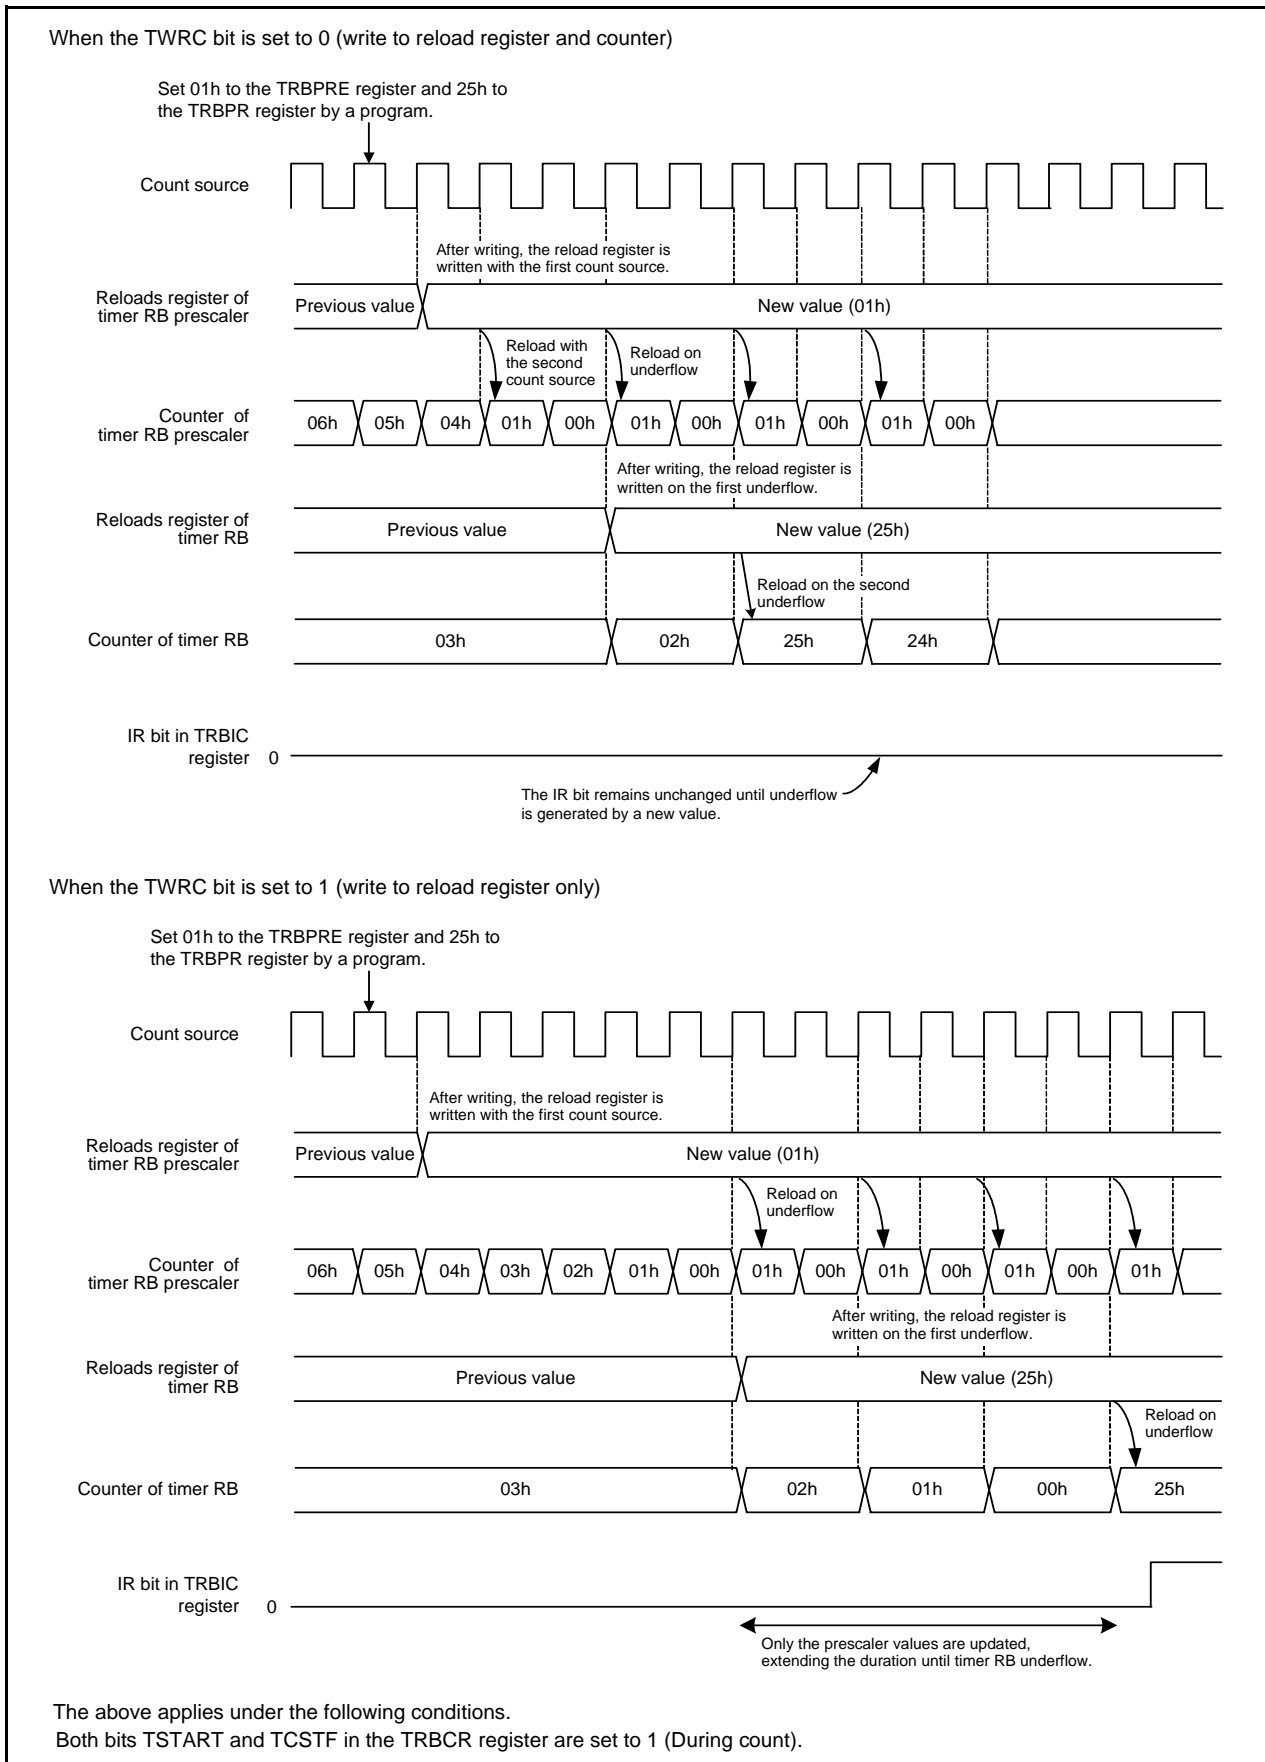 When the TWRC bit is set to 0 (write to reload register and counter)
Set 01h to the TRBPRE register and 25h to
the TRBPR register by a program.
Count source
After writing, the reload register is
written with the first count source.
Reloads register of
timer RB prescaler
Previous value
New value (01h)
Reload with
the second
count source
Reload on
underflow
Counter of
timer RB prescaler
06h 05h 04h 01h 00h 01h 00h 01h 00h 01h 00h
After writing, the reload register is
written on the first underflow.
Reloads register of
timer RB
Previous value
New value (25h)
Reload on the second
underflow
Counter of timer RB
03h 02h 25h 24h
IR bit in TRBIC
register
0
The IR bit remains unchanged until underflow
is generated by a new value.
When the TWRC bit is set to 1 (write to reload register only)
Set 01h to the TRBPRE register and 25h to
the TRBPR register by a program.
Count source
After writing, the reload register is
written with the first count source.
Reloads register of
timer RB prescaler
Previous value
New value (01h)
Reload on
underflow
Counter of
timer RB prescaler
06h 05h 04h 03h 02h 01h 00h 01h 00h 01h 00h 01h 00h 01h
After writing, the reload register is
written on the first underflow.
Reloads register of
timer RB
Previous value
New value (25h)
Reload on
underflow
Counter of timer RB
03h 02h 01h 00h 25h
IR bit in TRBIC
register
0
Only the prescaler values are updated,
extending the duration until timer RB underflow.
The above applies under the following conditions.
Both bits TSTART and TCSTF in the TRBCR register are set to 1 (During count).